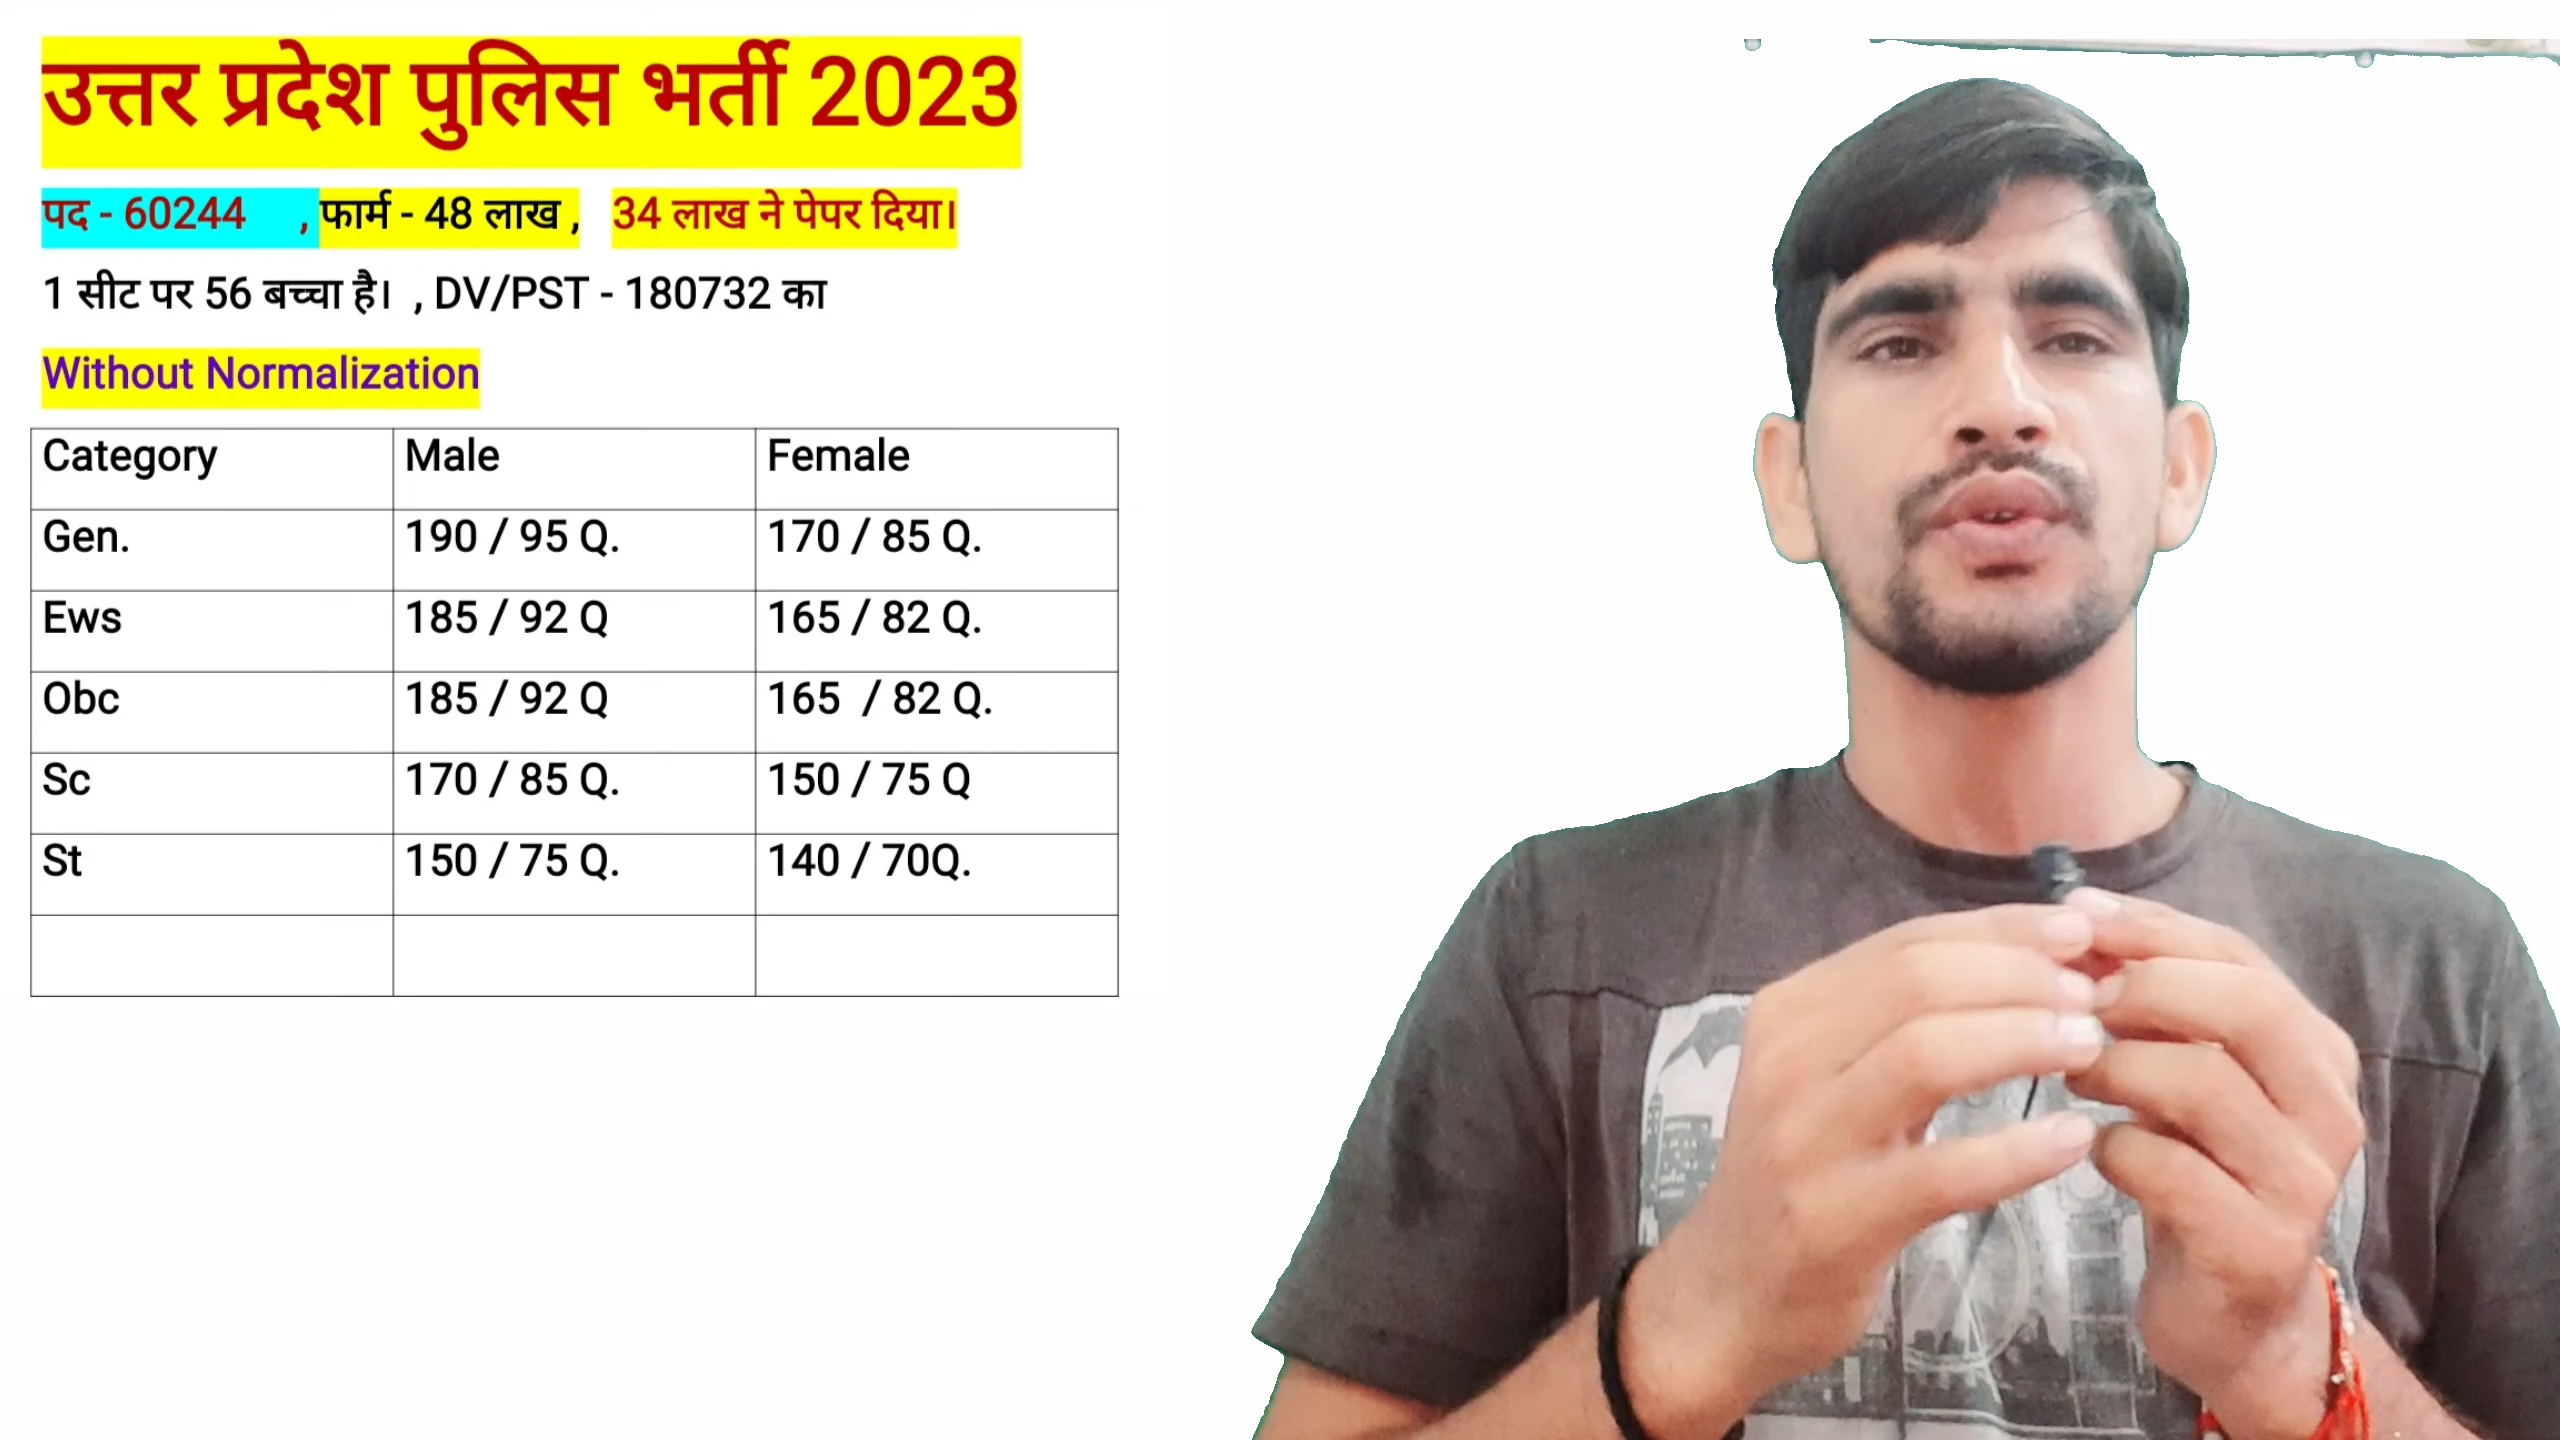 उत्तर प्रदेश पुलिस भर्ती 2023
पद - 60244 , फार्म - 48 लाख , 34 लाख ने पेपर दिया।
1 सीट पर 56 बच्चा है। , DV/PST - 180732 का
Without Normalization
Category Male Female
Gen. 190 / 95 Q. 170 / 85 Q.
Ews 185 / 92 Q 165 / 82 Q.
Obc 185 / 92 Q 165 / 82 Q.
Sc 170 / 85 Q. 150 / 75 Q
St 150 / 75 Q. 140 / 70Q.